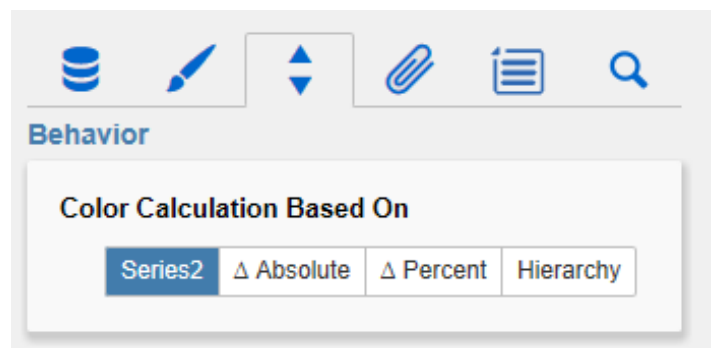 Behavior
Color Calculation Based On
Series2 Δ Absolute Δ Percent Hierarchy